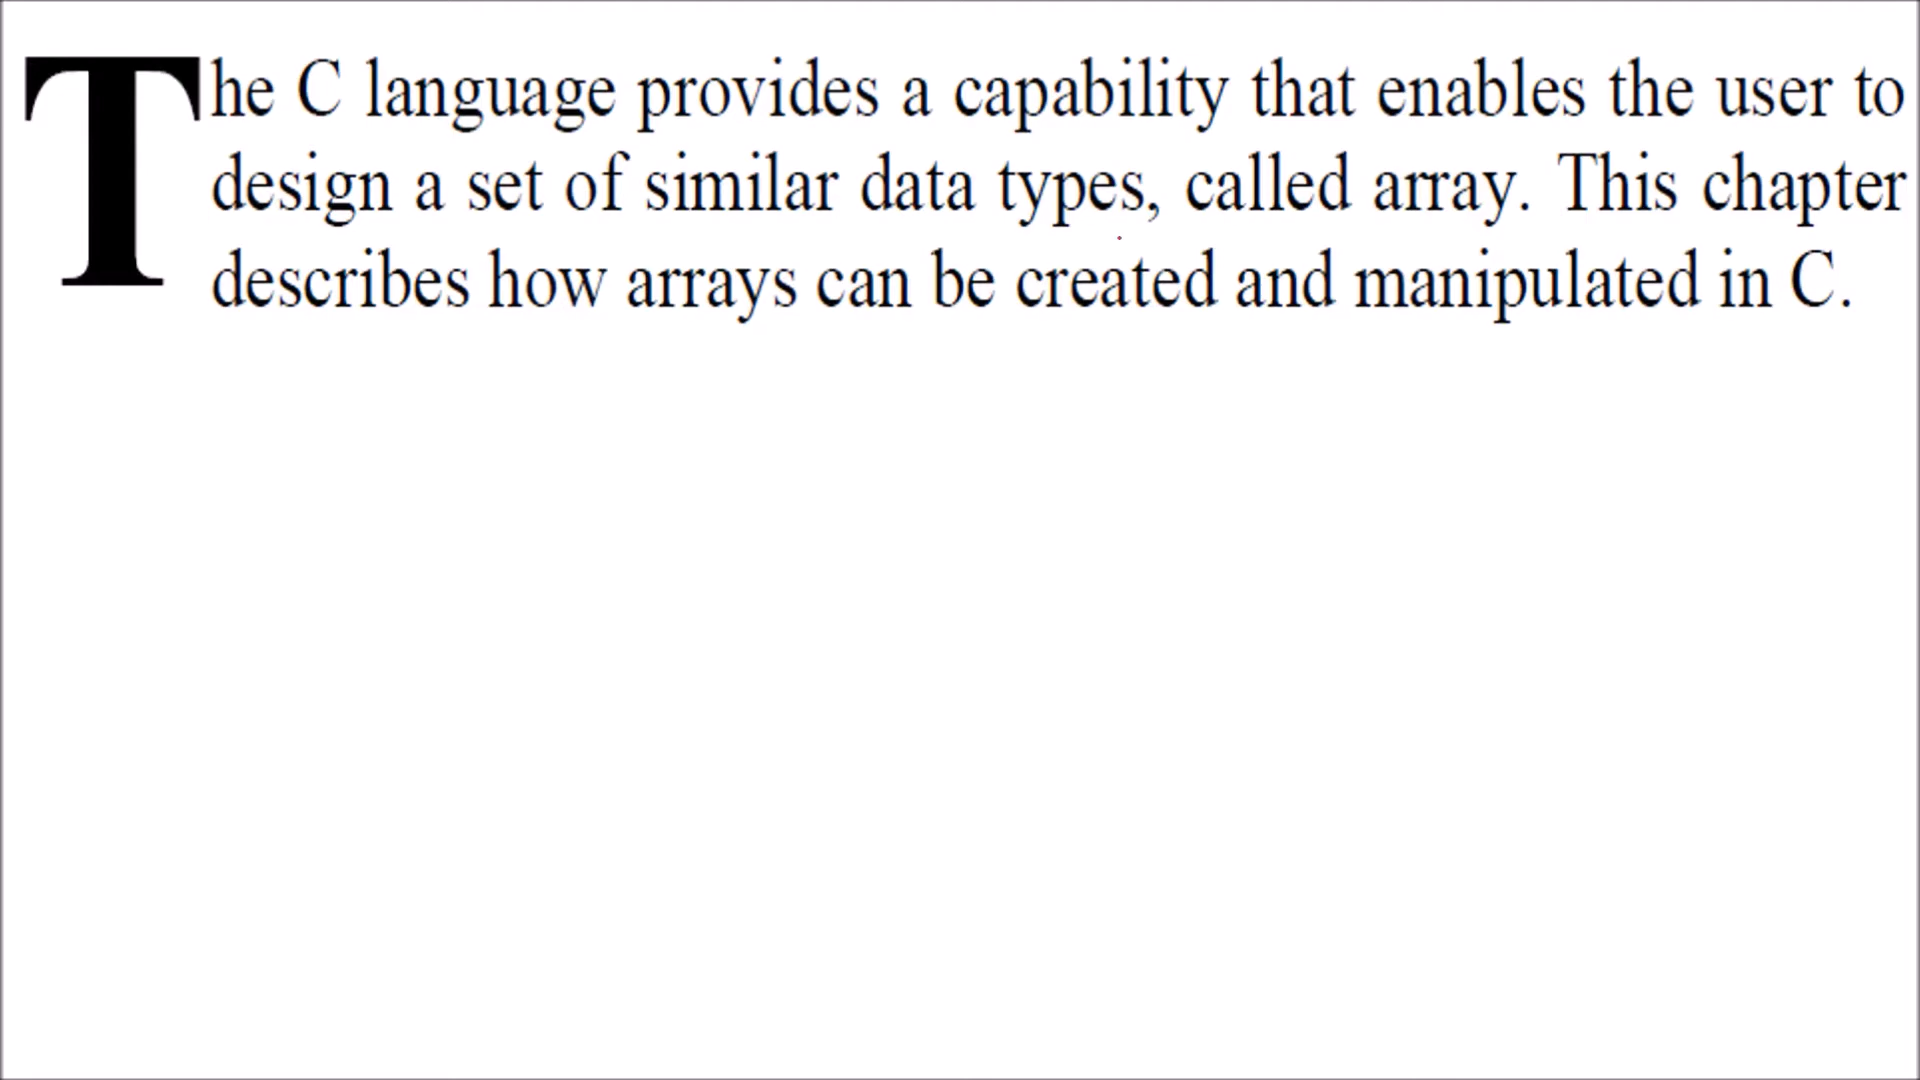 The C language provides a capability that enables the user to
design a set of similar data types, called array. This chapter
describes how arrays can be created and manipulated in C.